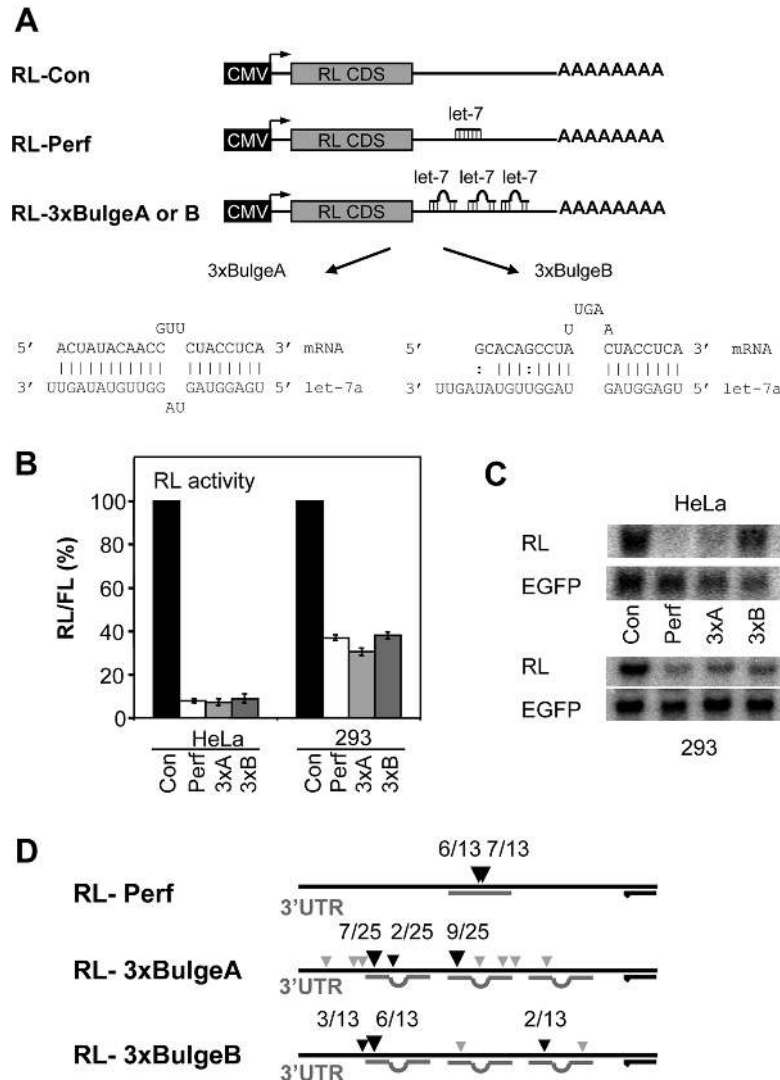 A
RL-Con CMV RL CDS AAAAAAAA
let-7
RL-Perf CMV RL CDS AAAAAAAA
let-7 let-7 let-7
RL-3xBulgeA or B CMV RL CDS AAAAAAAA
3xBulgeA 3xBulgeB
GUU
5' ACUAUACAACC CUACCUCA 3' mRNA
3' UUGAUAUGUUGG GAUGGAGU 5' let-7a
AU
UGA
U A
5' GCACAGCCUA CUACCUCA 3' mRNA
: :
3' UUGAUAUGUUGGAU GAUGGAGU 5' let-7a
B
RL activity
RL/FL (%)
100
80
60
40
20
0
HeLa 293
Con Perf 3xA 3xB Con Perf 3xA 3xB
C
HeLa
RL
EGFP
Con Perf 3xA 3xB
RL
EGFP
293
D
6/13 7/13
RL- Perf
3'UTR
7/25 2/25 9/25
RL- 3xBulgeA
3'UTR
3/13 6/13 2/13
RL- 3xBulgeB
3'UTR